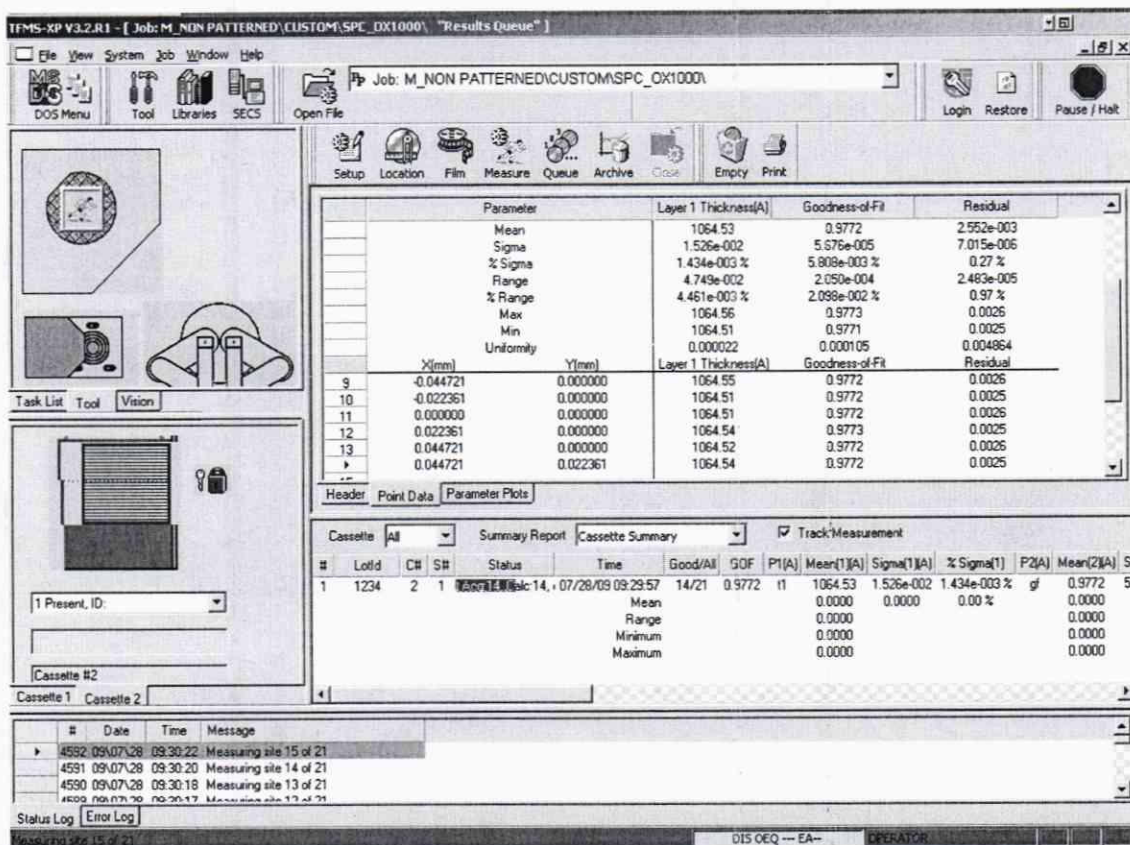 TFMS-XP V3.2.R1 - [ Job: M_NON PATTERNED\CUSTOM\SPC_OX1000\ "Results Queue" ]
File View System Job Window Help
Job: M_NON PATTERNED\CUSTOM\SPC_OX1000\
DOS Menu Tool Libraries SECS Open File Login Restore Pause / Halt
Setup Location Film Measure Queue Archive Close Empty Print
Parameter Layer 1 Thickness(A) Goodness-of-Fit Residual
Mean 1064.53 0.9772 2.552e-003
Sigma 1.526e-002 5.676e-005 7.015e-006
% Sigma 1.434e-003 % 5.808e-003 % 0.27 %
Range 4.749e-002 2.050e-004 2.483e-005
% Range 4.461e-003 % 2.098e-002 % 0.97 %
Max 1064.56 0.9773 0.0026
Min 1064.51 0.9771 0.0025
Uniformity 0.000022 0.000105 0.004864
X(mm) Y(mm) Layer 1 Thickness(A) Goodness-of-Fit Residual
9 -0.044721 0.000000 1064.55 0.9772 0.0026
10 -0.022361 0.000000 1064.51 0.9772 0.0025
11 0.000000 0.000000 1064.51 0.9772 0.0026
12 0.022361 0.000000 1064.54 0.9773 0.0025
13 0.044721 0.000000 1064.52 0.9772 0.0026
0.044721 0.022361 1064.54 0.9772 0.0025
Header Point Data Parameter Plots
Task List Tool Vision
1 Present, ID:
Cassette #2
Cassette 1 Cassette 2
Cassette All Summary Report Cassette Summary Track Measurement
# LotId C# S# Status Time Good/All GOF P1(A) Mean(1)(A) Sigma(1)(A) % Sigma(1) P2(A) Mean(2)(A) S
1 1234 2 1 14, 07/28/09 09:29:57 14/21 0.9772 t1 1064.53 1.526e-002 1.434e-003 % gf 0.9772 5
Mean 0.0000 0.0000 0.00 % 0.0000
Range 0.0000 0.0000
Minimum 0.0000 0.0000
Maximum 0.0000 0.0000
# Date Time Message
4592 09\07\28 09:30:22 Measuring site 15 of 21
4591 09\07\28 09:30:20 Measuring site 14 of 21
4590 09\07\28 09:30:18 Measuring site 13 of 21
4589 09\07\28 09:30:17 Measuring site 12 of 21
Status Log Error Log
Measuring site 15 of 21 DIS OEQ --- EA-- OPERATOR